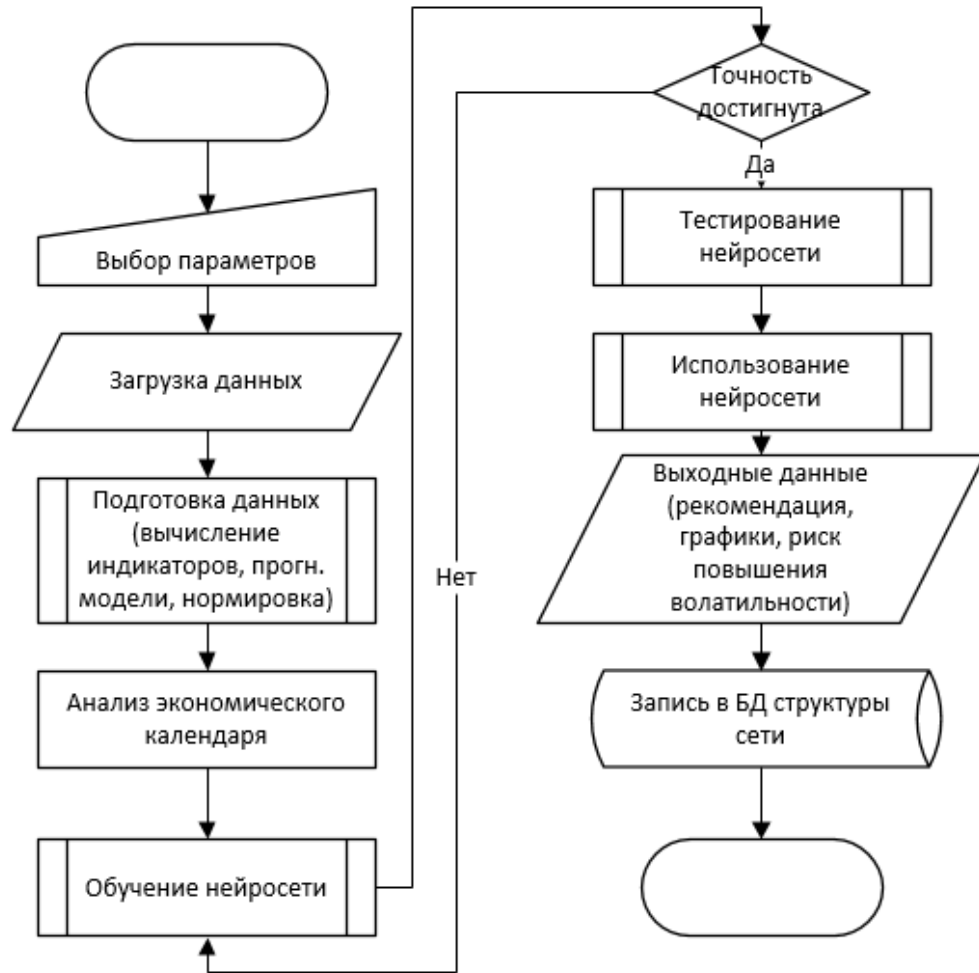 Выбор параметров
Загрузка данных
Подготовка данных
(вычисление
индикаторов, прогн.
модели, нормировка)
Анализ экономического
календаря
Обучение нейросети
Нет
Точность
достигнута
Да
Тестирование
нейросети
Использование
нейросети
Выходные данные
(рекомендация,
графики, риск
повышения
волатильности)
Запись в БД структуры
сети